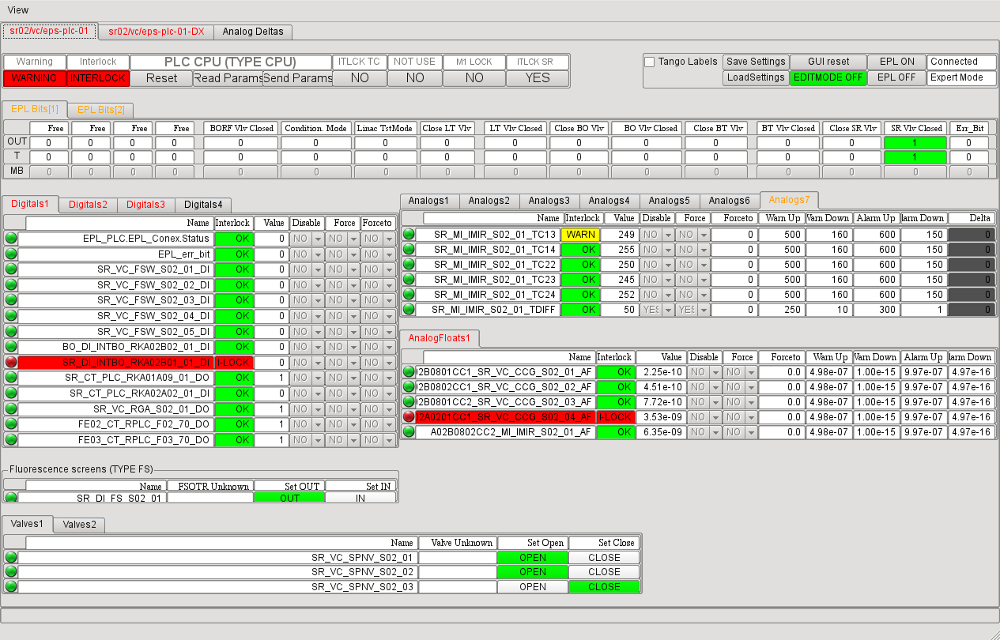 View
sr02/vc/eps-plc-01 sr02/vc/eps-plc-01-DX Analog Deltas
Warning Interlock PLC CPU (TYPE CPU) ITLCK TC NOT USE M1 LOCK ITLCK SR
WARNING INTERLOCK Reset Read Params Send Params NO NO NO YES
Tango Labels Save Settings GUI reset EPL ON Connected
LoadSettings EDITMODE OFF EPL OFF Expert Mode
EPL Bits[1] EPL Bits[2]
Free Free Free Free BORF Vlv Closed Condition. Mode Linac TstMode Close LT Vlv LT Vlv Closed Close BO Vlv BO Vlv Closed Close BT Vlv BT Vlv Closed Close SR Vlv SR Vlv Closed Err_Bit
OUT 0 0 0 0 0 0 0 0 0 0 0 0 0 0 1 0
T 0 0 0 0 0 0 0 0 0 0 0 0 0 0 1 0
MB 0 0 0 0 0 0 0 0 0 0 0 0 0 0 0 0
Digitals1 Digitals2 Digitals3 Digitals4
Name Interlock Value Disable Force Forceto
EPL_PLC.EPL_Conex.Status OK 0 NO NO NO
EPL_err_bit OK 0 NO NO NO
SR_VC_FSW_S02_01_DI OK 0 NO NO NO
SR_VC_FSW_S02_02_DI OK 0 NO NO NO
SR_VC_FSW_S02_03_DI OK 0 NO NO NO
SR_VC_FSW_S02_04_DI OK 0 NO NO NO
SR_VC_FSW_S02_05_DI OK 0 NO NO NO
BO_DI_INTBO_RKA02B02_01_DI OK 0 NO NO NO
SR_DI_INTBO_RKA02B01_01_DI I-LOCK 0 NO NO NO
SR_CT_PLC_RKA01A09_01_DO OK 1 NO NO NO
SR_CT_PLC_RKA02A02_01_DI OK 0 NO NO NO
SR_VC_RGA_S02_01_DO OK 1 NO NO NO
FE02_CT_RPLC_F02_70_DO OK 1 NO NO NO
FE03_CT_RPLC_F03_70_DO OK 1 NO NO NO
Analogs1 Analogs2 Analogs3 Analogs4 Analogs5 Analogs6 Analogs7
Name Interlock Value Disable Force Forceto Warn Up Warn Down Alarm Up larm Down Delta
SR_MI_IMIR_S02_01_TC13 WARN 249 NO NO 0 500 160 600 150 0
SR_MI_IMIR_S02_01_TC14 OK 255 NO NO 0 500 160 600 150 0
SR_MI_IMIR_S02_01_TC22 OK 250 NO NO 0 500 160 600 150 0
SR_MI_IMIR_S02_01_TC23 OK 245 NO NO 0 500 160 600 150 0
SR_MI_IMIR_S02_01_TC24 OK 252 NO NO 0 500 160 600 150 0
SR_MI_IMIR_S02_01_TDIFF OK 50 YES YES 0 250 10 300 1 0
AnalogFloats1
Name Interlock Value Disable Force Forceto Warn Up Warn Down Alarm Up larm Down
02B0801CC1_SR_VC_CCG_S02_01_AF OK 2.25e-10 NO NO 0.0 4.98e-07 1.00e-15 9.97e-07 4.97e-16
02B0802CC1_SR_VC_CCG_S02_02_AF OK 4.51e-10 NO NO 0.0 4.98e-07 1.00e-15 9.97e-07 4.97e-16
02B0801CC2_SR_VC_CCG_S02_03_AF OK 7.72e-10 NO NO 0.0 4.98e-07 1.00e-15 9.97e-07 4.97e-16
02A0201CC1_SR_VC_CCG_S02_04_AF I-LOCK 3.53e-09 NO NO 0.0 4.98e-07 1.00e-15 9.97e-07 4.97e-16
A02B0802CC2_MI_IMIR_S02_01_AF OK 6.35e-09 NO NO 0.0 4.98e-07 1.00e-15 9.97e-07 4.97e-16
Fluorescence screens (TYPE FS)
Name FSOTR Unknown Set OUT Set IN
SR_DI_FS_S02_01 OUT IN
Valves1 Valves2
Name Valve Unknown Set Open Set Close
SR_VC_SPNV_S02_01 OPEN CLOSE
SR_VC_SPNV_S02_02 OPEN CLOSE
SR_VC_SPNV_S02_03 OPEN CLOSE